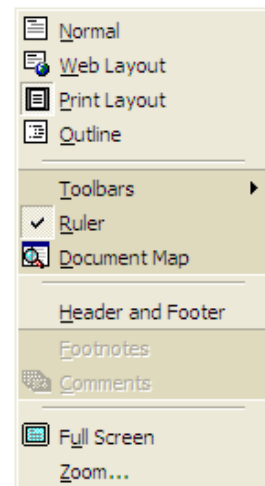 Normal
Web Layout
Print Layout
Outline
Toolbars
Ruler
Document Map
Header and Footer
Footnotes
Comments
Full Screen
Zoom...